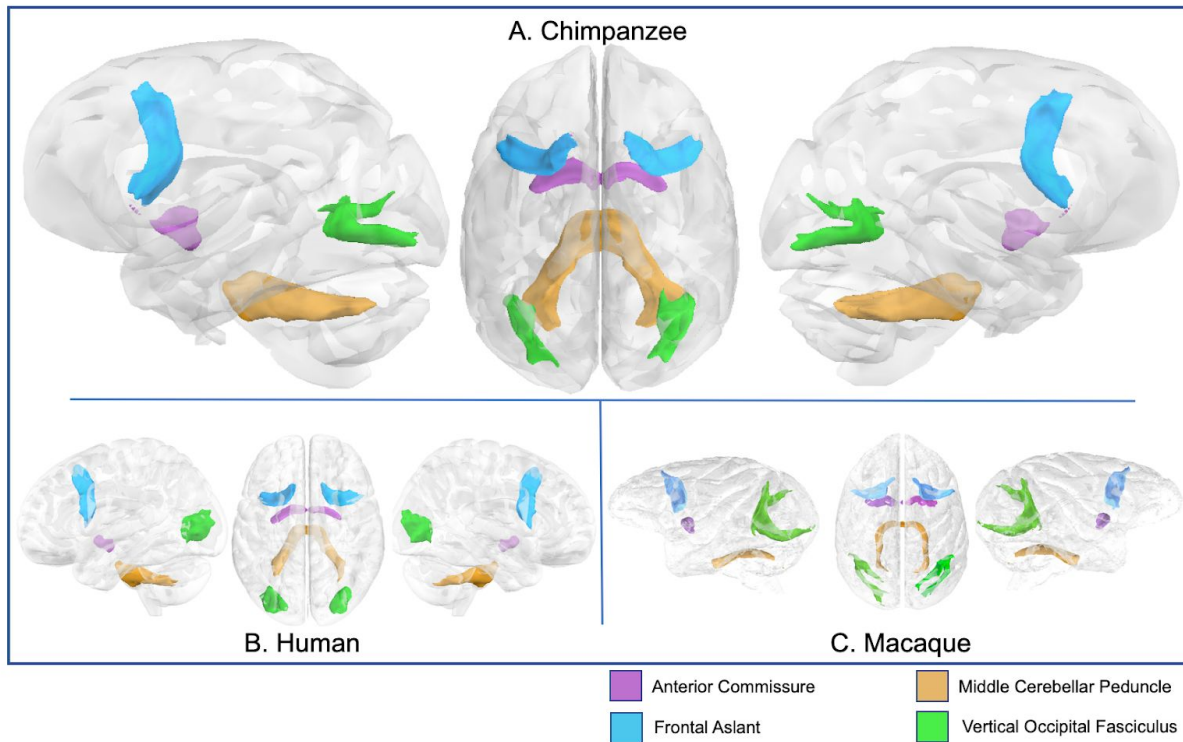 A. Chimpanzee
B. Human
C. Macaque
Anterior Commissure
Middle Cerebellar Peduncle
Frontal Aslant
Vertical Occipital Fasciculus